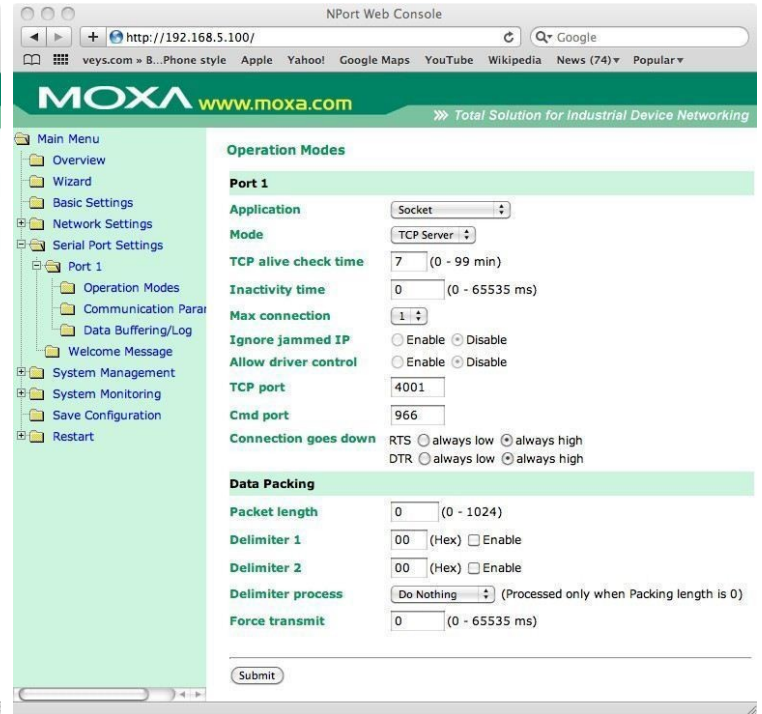 NPort Web Console
http://192.168.5.100/
Google
veys.com » B...Phone style Apple Yahoo! Google Maps YouTube Wikipedia News (74) Popular
MOXA www.moxa.com
Total Solution for Industrial Device Networking
Main Menu
Overview
Wizard
Basic Settings
Network Settings
Serial Port Settings
Port 1
Operation Modes
Communication Parar
Data Buffering/Log
Welcome Message
System Management
System Monitoring
Save Configuration
Restart
Operation Modes
Port 1
Application Socket
Mode TCP Server
TCP alive check time 7 (0 - 99 min)
Inactivity time 0 (0 - 65535 ms)
Max connection 1
Ignore jammed IP Enable Disable
Allow driver control Enable Disable
TCP port 4001
Cmd port 966
Connection goes down RTS always low always high
DTR always low always high
Data Packing
Packet length 0 (0 - 1024)
Delimiter 1 00 (Hex) Enable
Delimiter 2 00 (Hex) Enable
Delimiter process Do Nothing (Processed only when Packing length is 0)
Force transmit 0 (0 - 65535 ms)
Submit